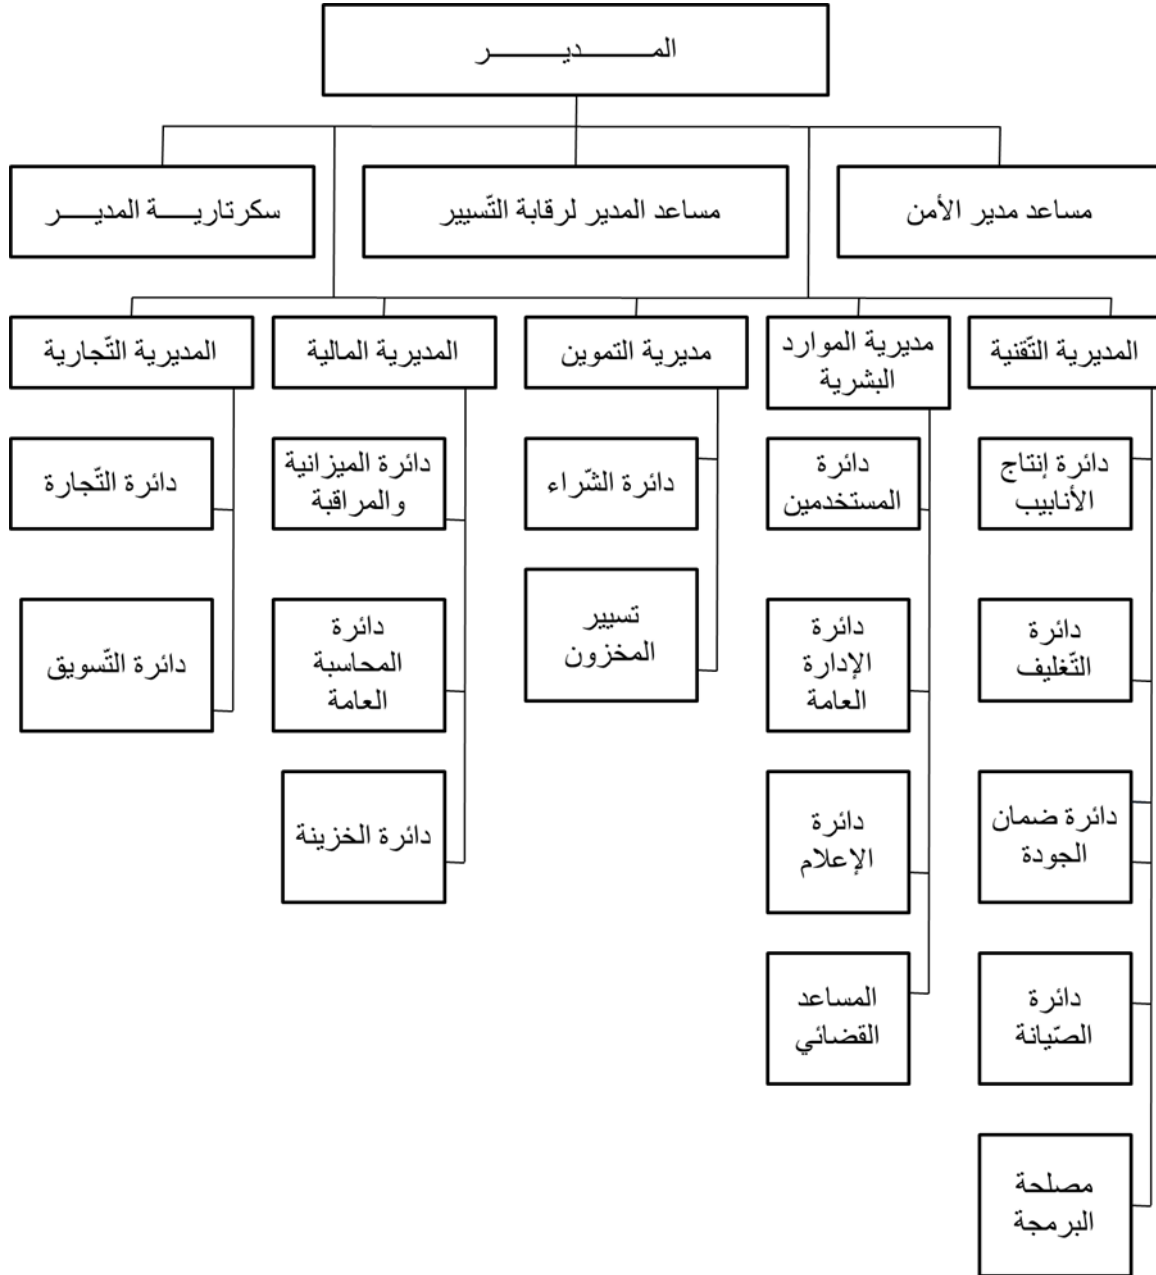 المـــــــــديـــــــــر
مساعد مدير الأمن
مساعد المدير لرقابة التّسيير
سكرتاريـــــة المديــــر
المديرية التّقنية
مديرية الموارد
البشرية
مديرية التموين
المديرية المالية
المديرية التّجارية
دائرة إنتاج
الأنابيب
دائرة
التّغليف
دائرة ضمان
الجودة
دائرة
الصّيانة
مصلحة
البرمجة
دائرة
المستخدمين
دائرة
الإدارة
العامة
دائرة
الإعلام
المساعد
القضائي
دائرة الشّراء
تسيير
المخزون
دائرة الميزانية
والمراقبة
دائرة
المحاسبة
العامة
دائرة الخزينة
دائرة التّجارة
دائرة التّسويق